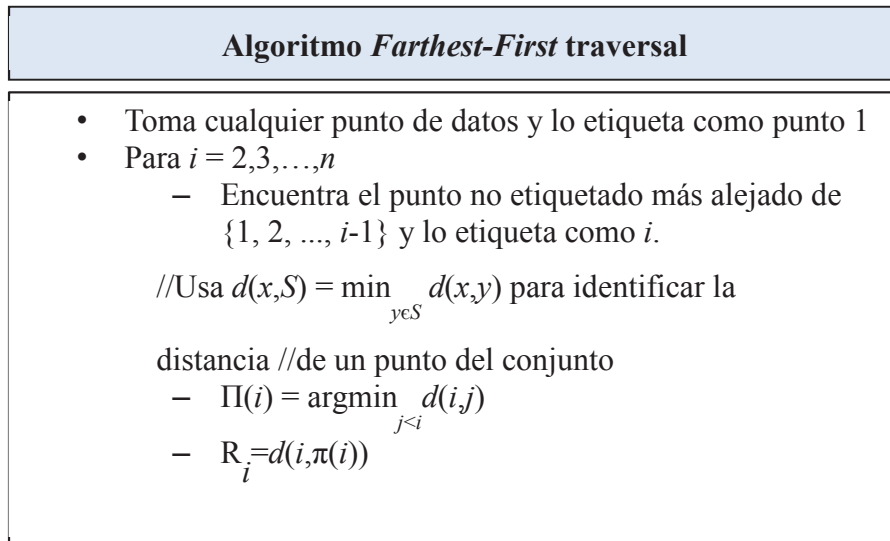 Algoritmo Farthest-First traversal
• Toma cualquier punto de datos y lo etiqueta como punto 1
• Para i = 2,3,…,n
– Encuentra el punto no etiquetado más alejado de
{1, 2, ..., i-1} y lo etiqueta como i.
//Usa d(x,S) = min d(x,y) para identificar la
yϵS
distancia //de un punto del conjunto
– Π(i) = argmin d(i,j)
j<i
– R i=d(i,π(i))